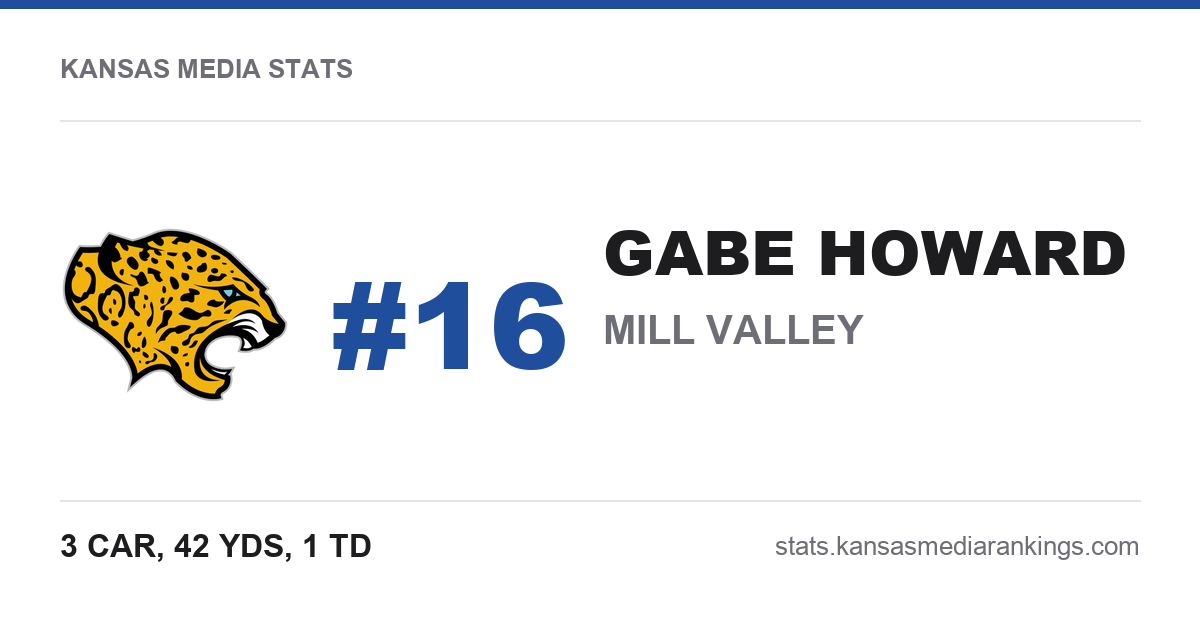 KANSAS MEDIA STATS
#16
GABE HOWARD
MILL VALLEY
3 CAR, 42 YDS, 1 TD
stats.kansasmediarankings.com